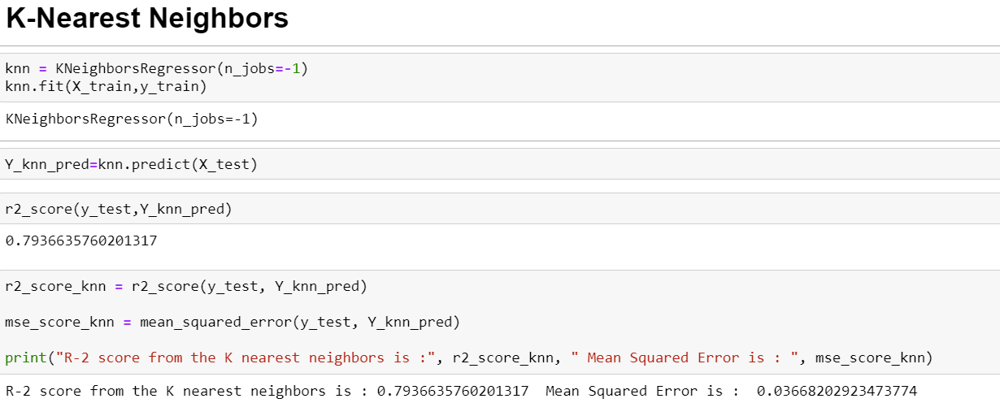 K-Nearest Neighbors
knn = KNeighborsRegressor(n_jobs=-1)
knn.fit(X_train,y_train)
KNeighborsRegressor(n_jobs=-1)
Y_knn_pred=knn.predict(X_test)
r2_score(y_test,Y_knn_pred)
0.7936635760201317
r2_score_knn = r2_score(y_test, Y_knn_pred)
mse_score_knn = mean_squared_error(y_test, Y_knn_pred)
print("R-2 score from the K nearest neighbors is :", r2_score_knn, " Mean Squared Error is : ", mse_score_knn)
R-2 score from the K nearest neighbors is : 0.7936635760201317  Mean Squared Error is :  0.03668202923473774